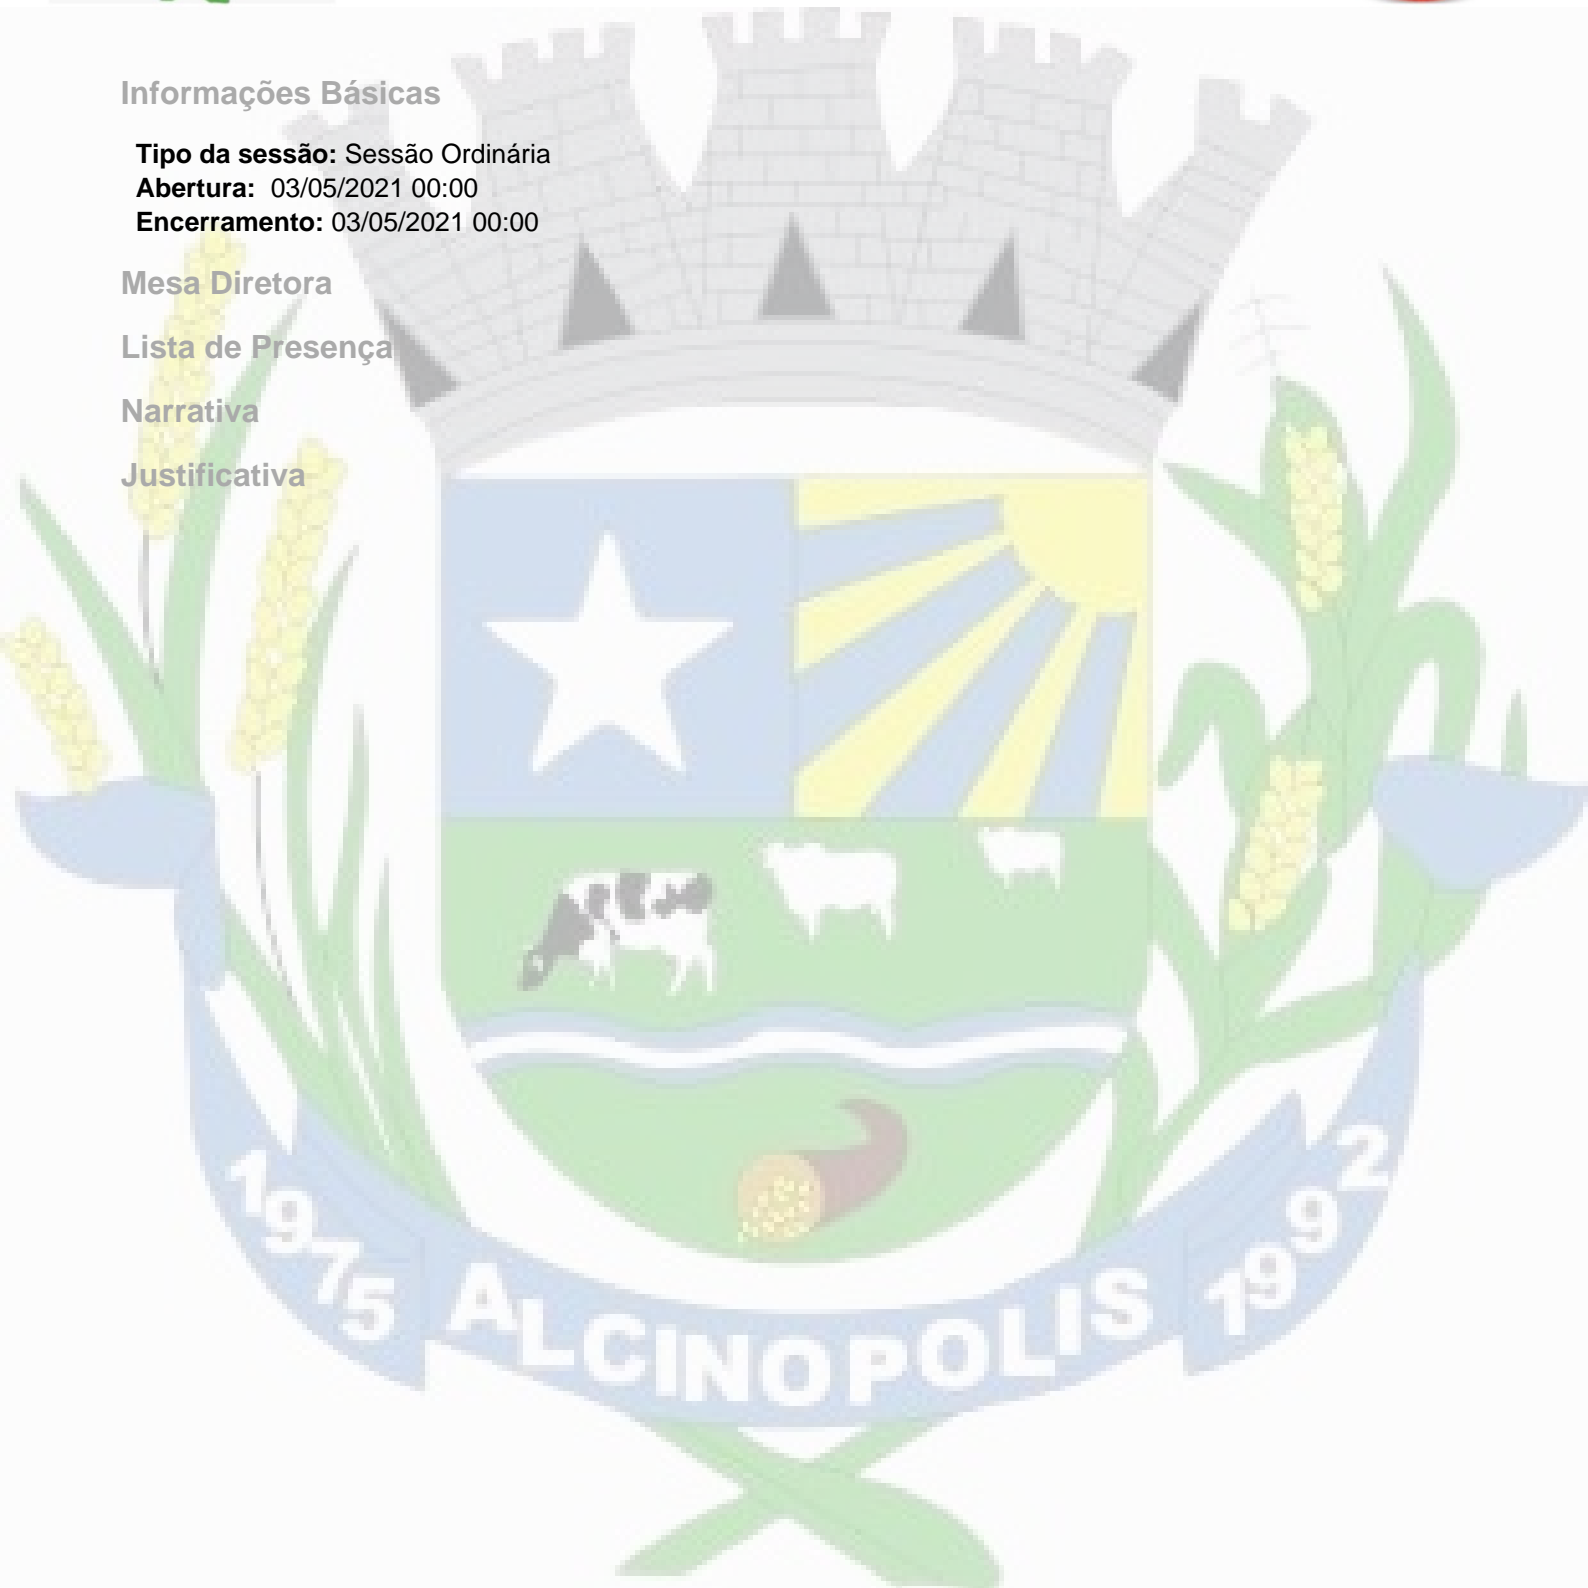 Informações Básicas
Tipo da sessão: Sessão Ordinária
Abertura: 03/05/2021 00:00
Encerramento: 03/05/2021 00:00
Mesa Diretora
Lista de Presença
Narrativa
Justificativa
1975 ALCINOPOLIS 1992